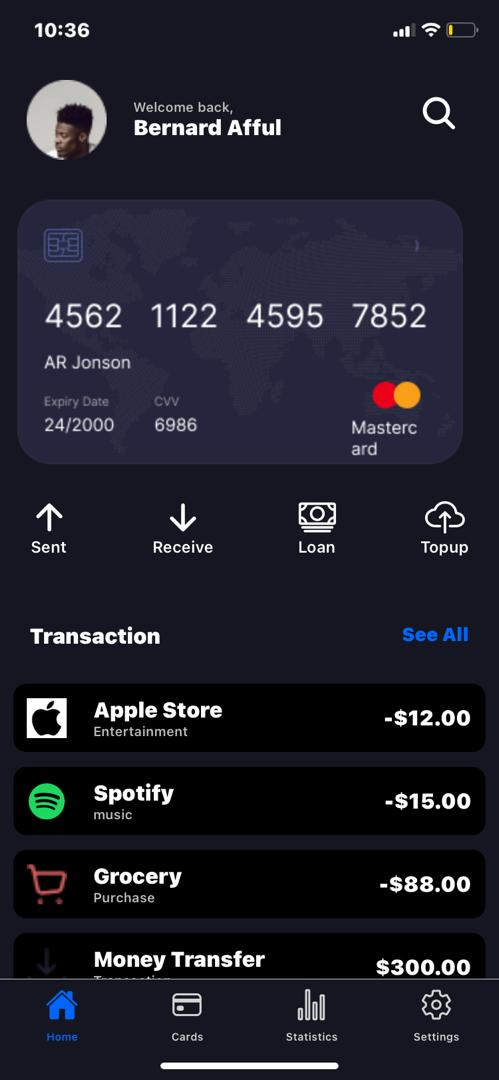 10:36
Welcome back,
Bernard Afful
4562 1122 4595 7852
AR Jonson
Expiry Date CVV
24/2000 6986
Masterc
ard
Sent Receive Loan Topup
Transaction See All
Apple Store -$12.00
Entertainment
Spotify -$15.00
music
Grocery -$88.00
Purchase
Money Transfer $300.00
Transaction
Home Cards Statistics Settings